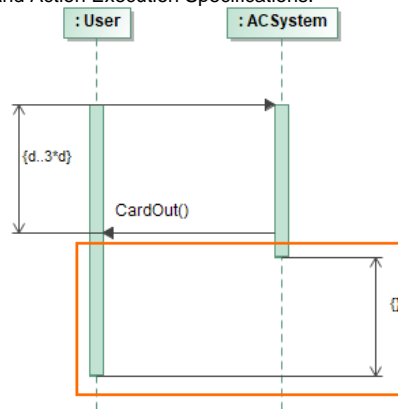 and Action Execution Specifications.
: User
: ACSystem
{d..3*d}
CardOut()